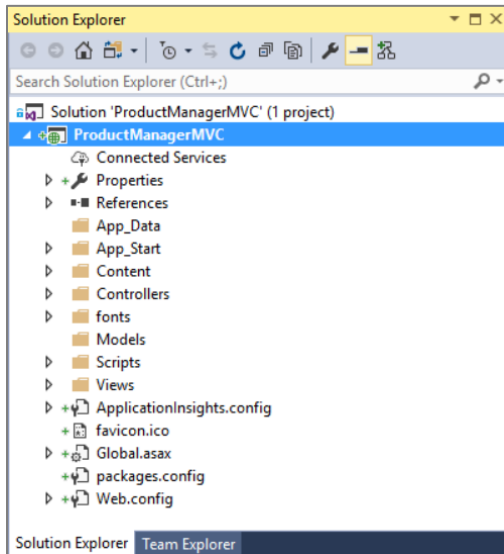 Solution Explorer
Search Solution Explorer (Ctrl+;)
Solution 'ProductManagerMVC' (1 project)
ProductManagerMVC
Connected Services
Properties
References
App_Data
App_Start
Content
Controllers
fonts
Models
Scripts
Views
ApplicationInsights.config
favicon.ico
Global.asax
packages.config
Web.config
Solution Explorer Team Explorer